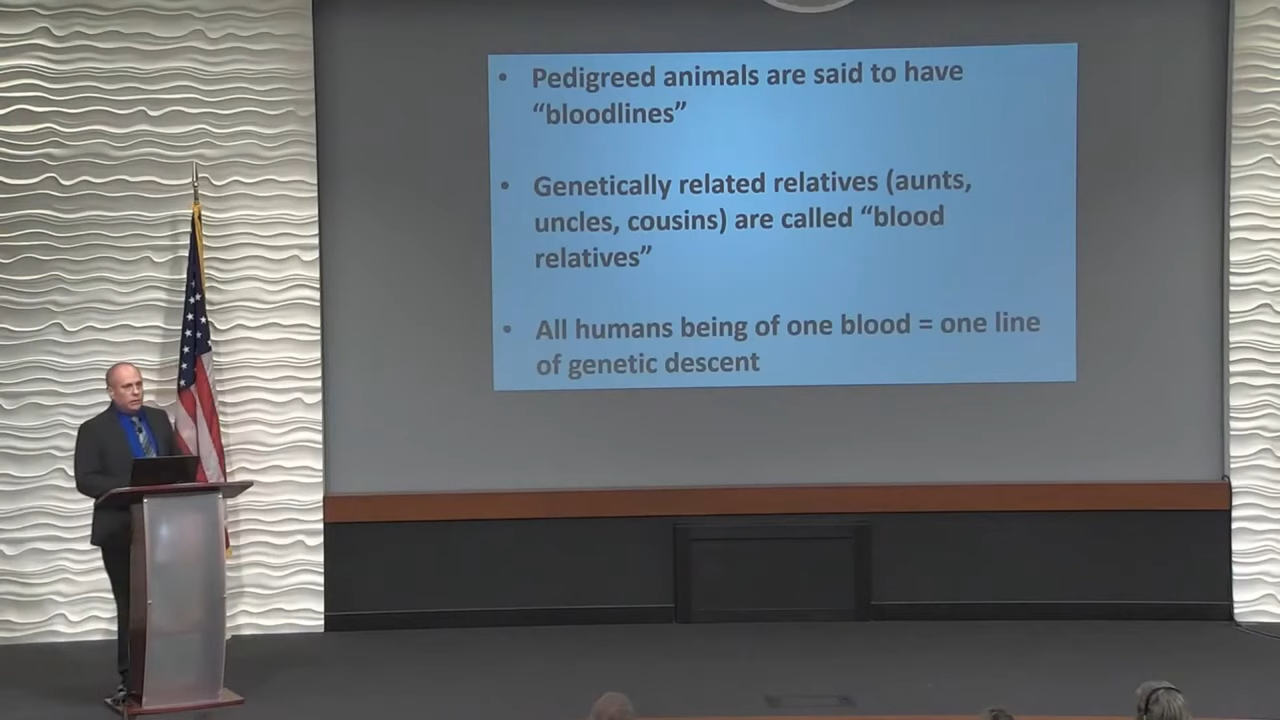 • Pedigreed animals are said to have
“bloodlines”
• Genetically related relatives (aunts,
uncles, cousins) are called “blood
relatives”
• All humans being of one blood = one line
of genetic descent